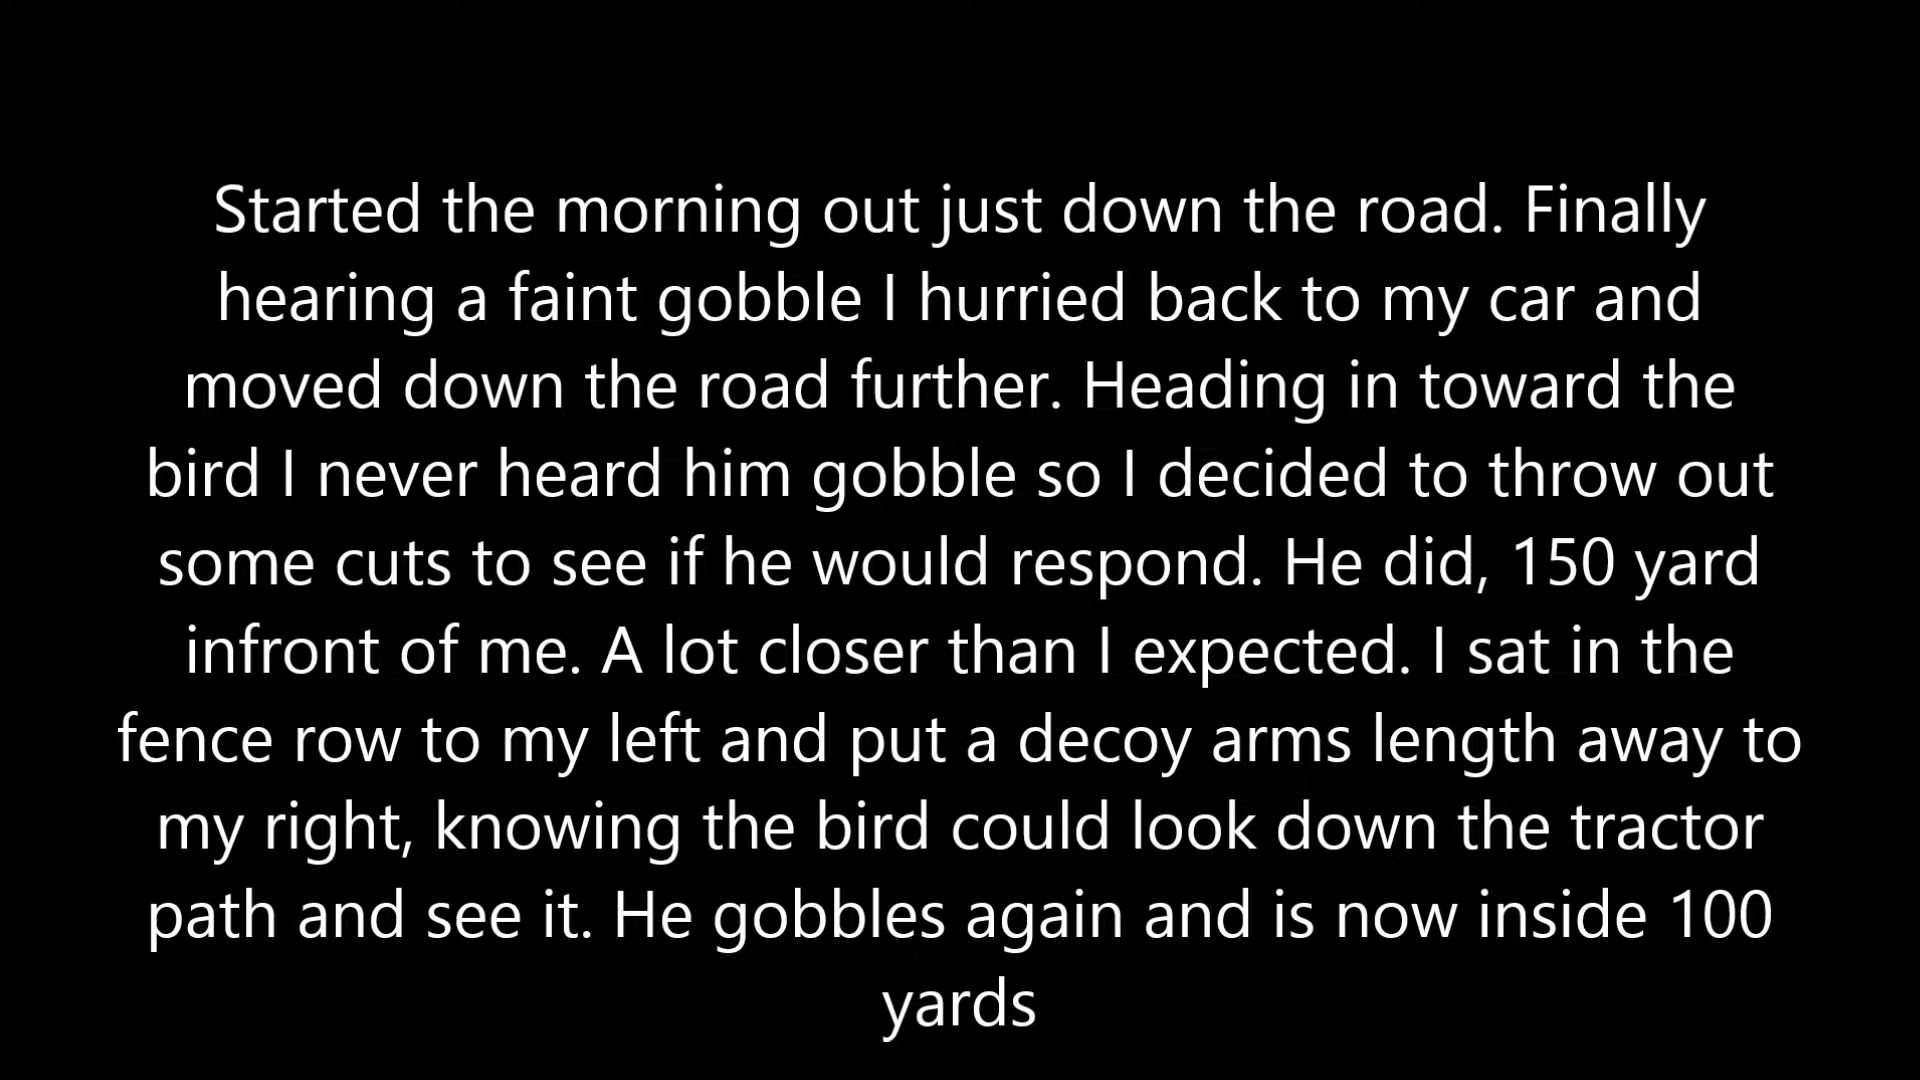 Started the morning out just down the road. Finally
hearing a faint gobble I hurried back to my car and
moved down the road further. Heading in toward the
bird I never heard him gobble so I decided to throw out
some cuts to see if he would respond. He did, 150 yard
infront of me. A lot closer than I expected. I sat in the
fence row to my left and put a decoy arms length away to
my right, knowing the bird could look down the tractor
path and see it. He gobbles again and is now inside 100
yards